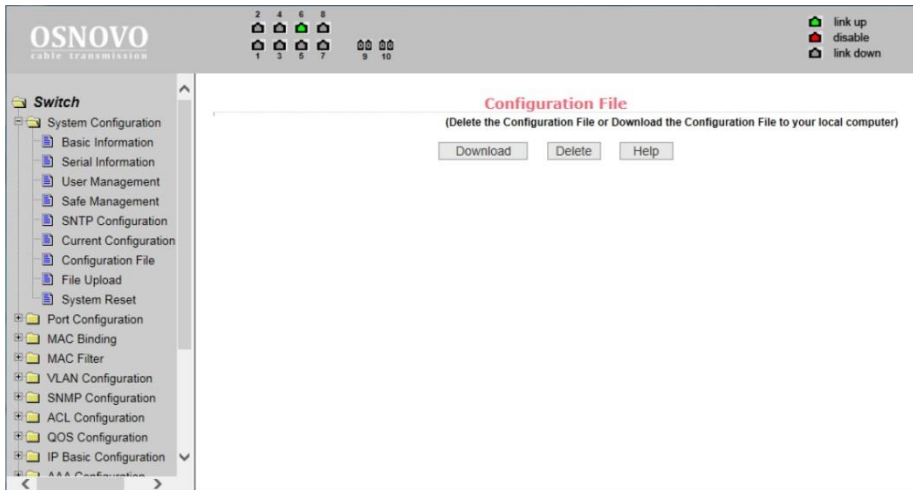 OSNOVO
cable transmission
2 4 6 8
1 3 5 7 9 10
link up
disable
link down
Switch
System Configuration
Basic Information
Serial Information
User Management
Safe Management
SNTP Configuration
Current Configuration
Configuration File
File Upload
System Reset
Port Configuration
MAC Binding
MAC Filter
VLAN Configuration
SNMP Configuration
ACL Configuration
QOS Configuration
IP Basic Configuration
AAA Configuration
Configuration File
(Delete the Configuration File or Download the Configuration File to your local computer)
Download Delete Help